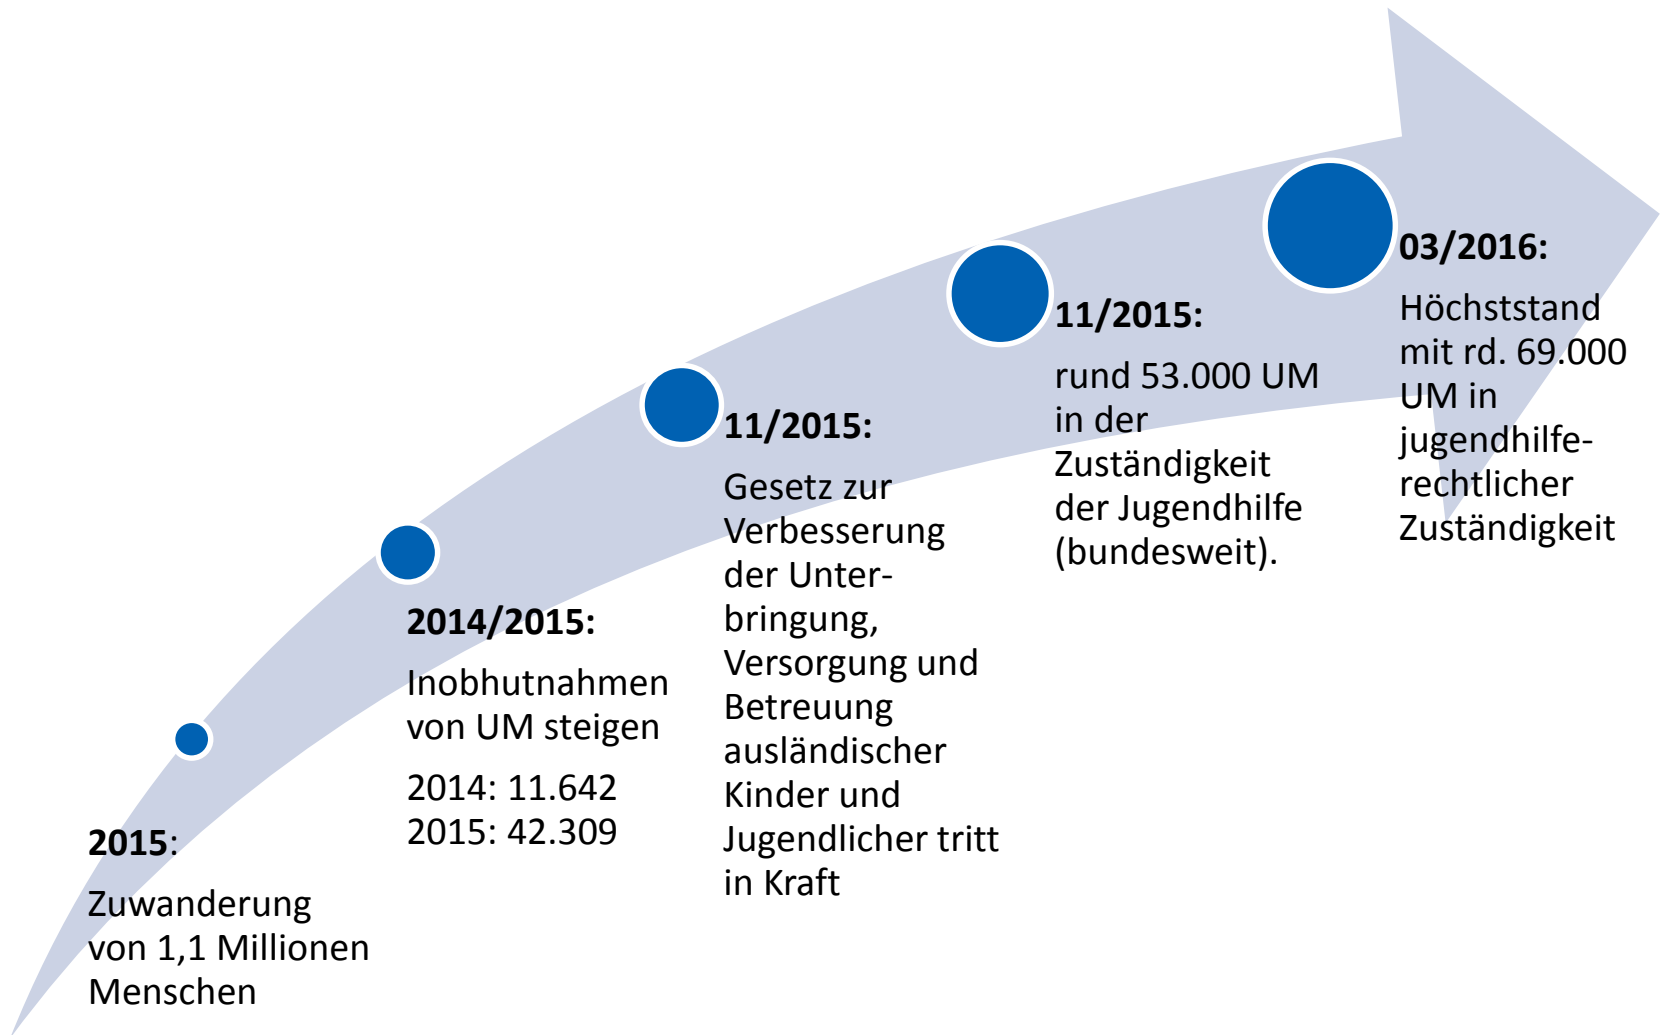 2015:
Zuwanderung
von 1,1 Millionen
Menschen
2014/2015:
Inobhutnahmen
von UM steigen
2014: 11.642
2015: 42.309
11/2015:
Gesetz zur
Verbesserung
der Unter-
bringung,
Versorgung und
Betreuung
ausländischer
Kinder und
Jugendlicher tritt
in Kraft
11/2015:
rund 53.000 UM
in der
Zuständigkeit
der Jugendhilfe
(bundesweit).
03/2016:
Höchststand
mit rd. 69.000
UM in
jugendhilfe-
rechtlicher
Zuständigkeit